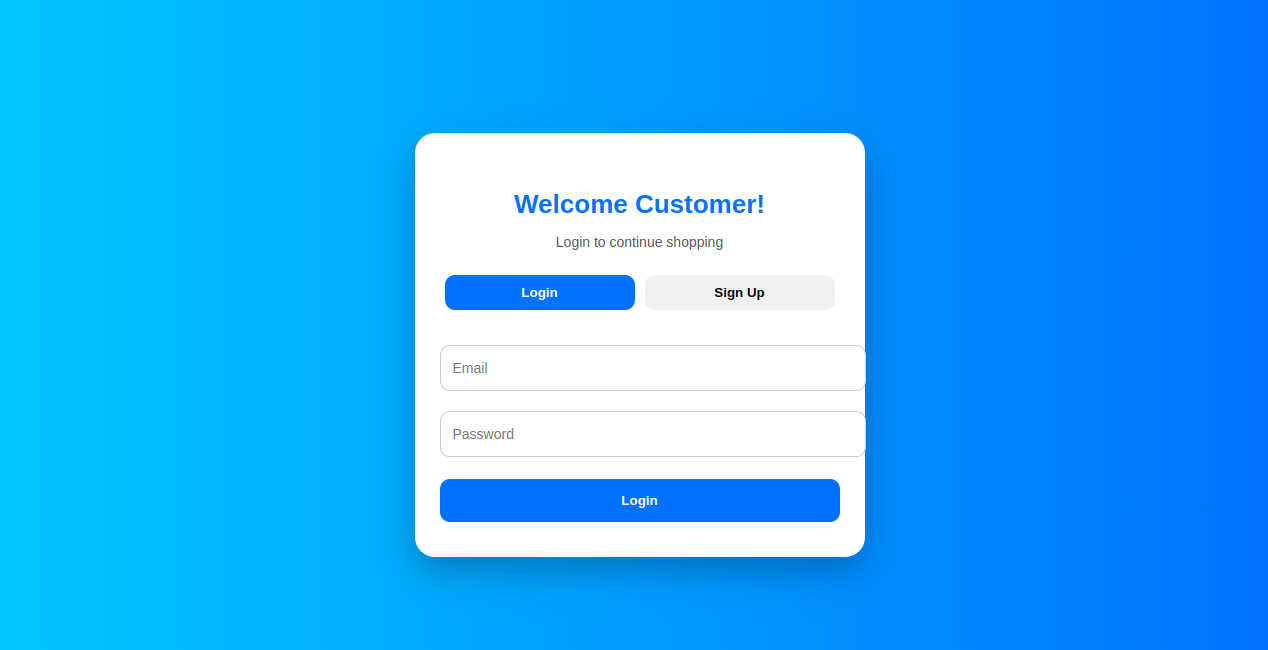 Welcome Customer!
Login to continue shopping
Login
Sign Up
Email
Password
Login